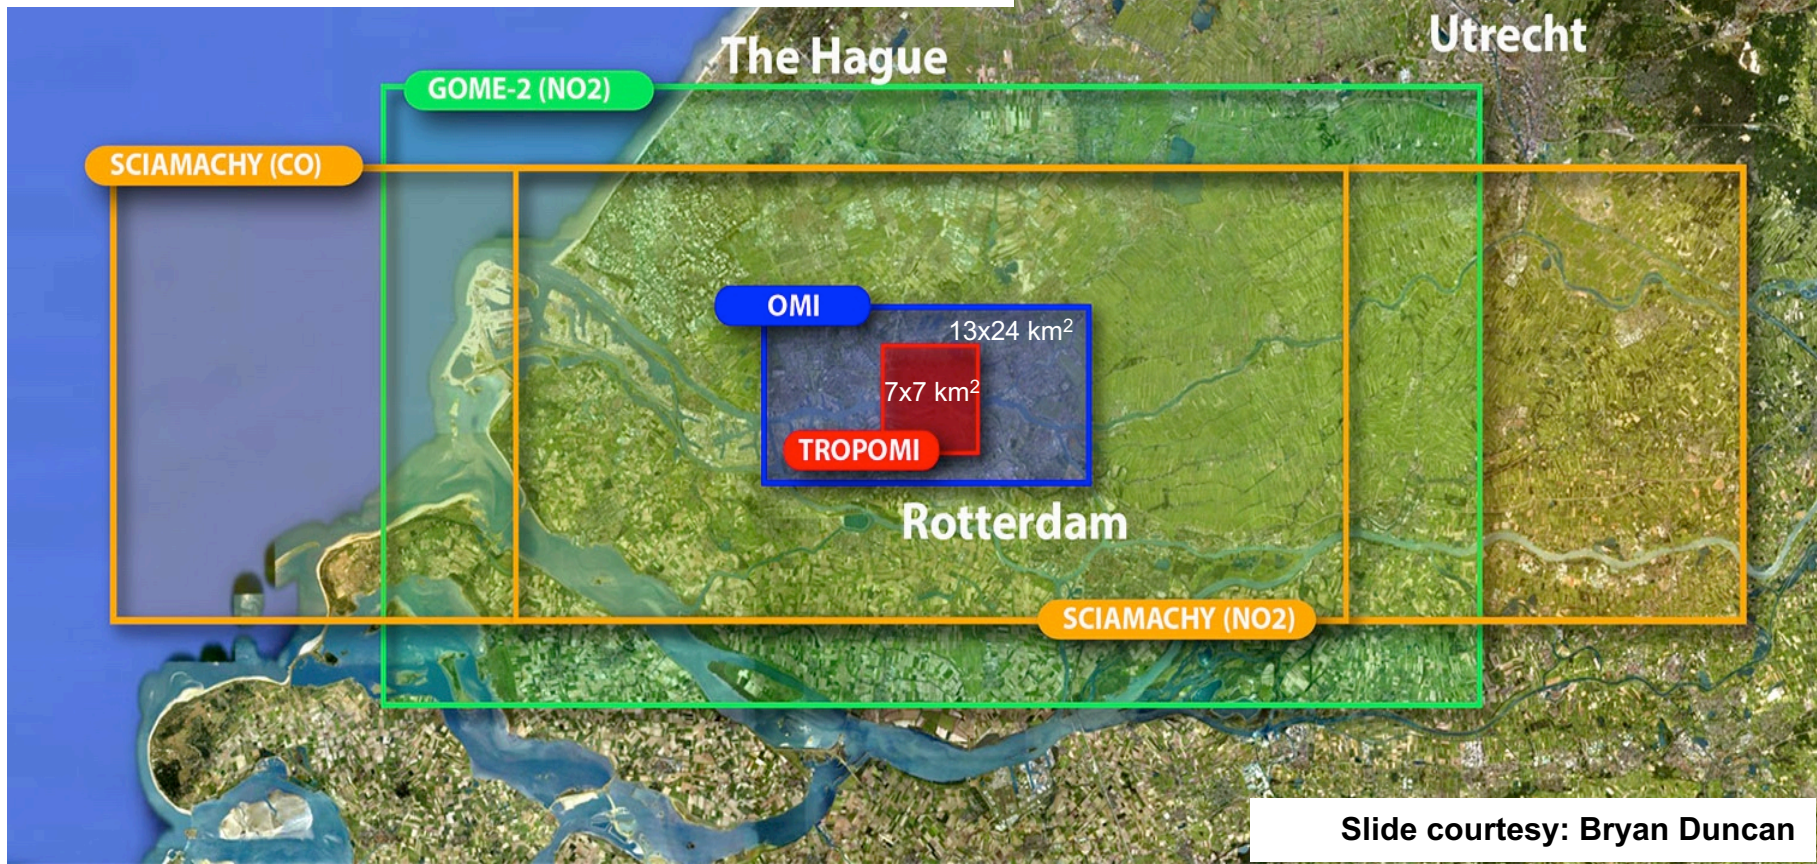 The Hague
Utrecht
GOME-2 (NO2)
SCIAMACHY (CO)
OMI
13x24 km²
7x7 km²
TROPOMI
Rotterdam
SCIAMACHY (NO2)
Slide courtesy: Bryan Duncan